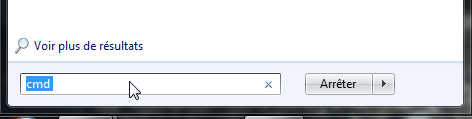 Voir plus de résultats
cmd
Arrêter